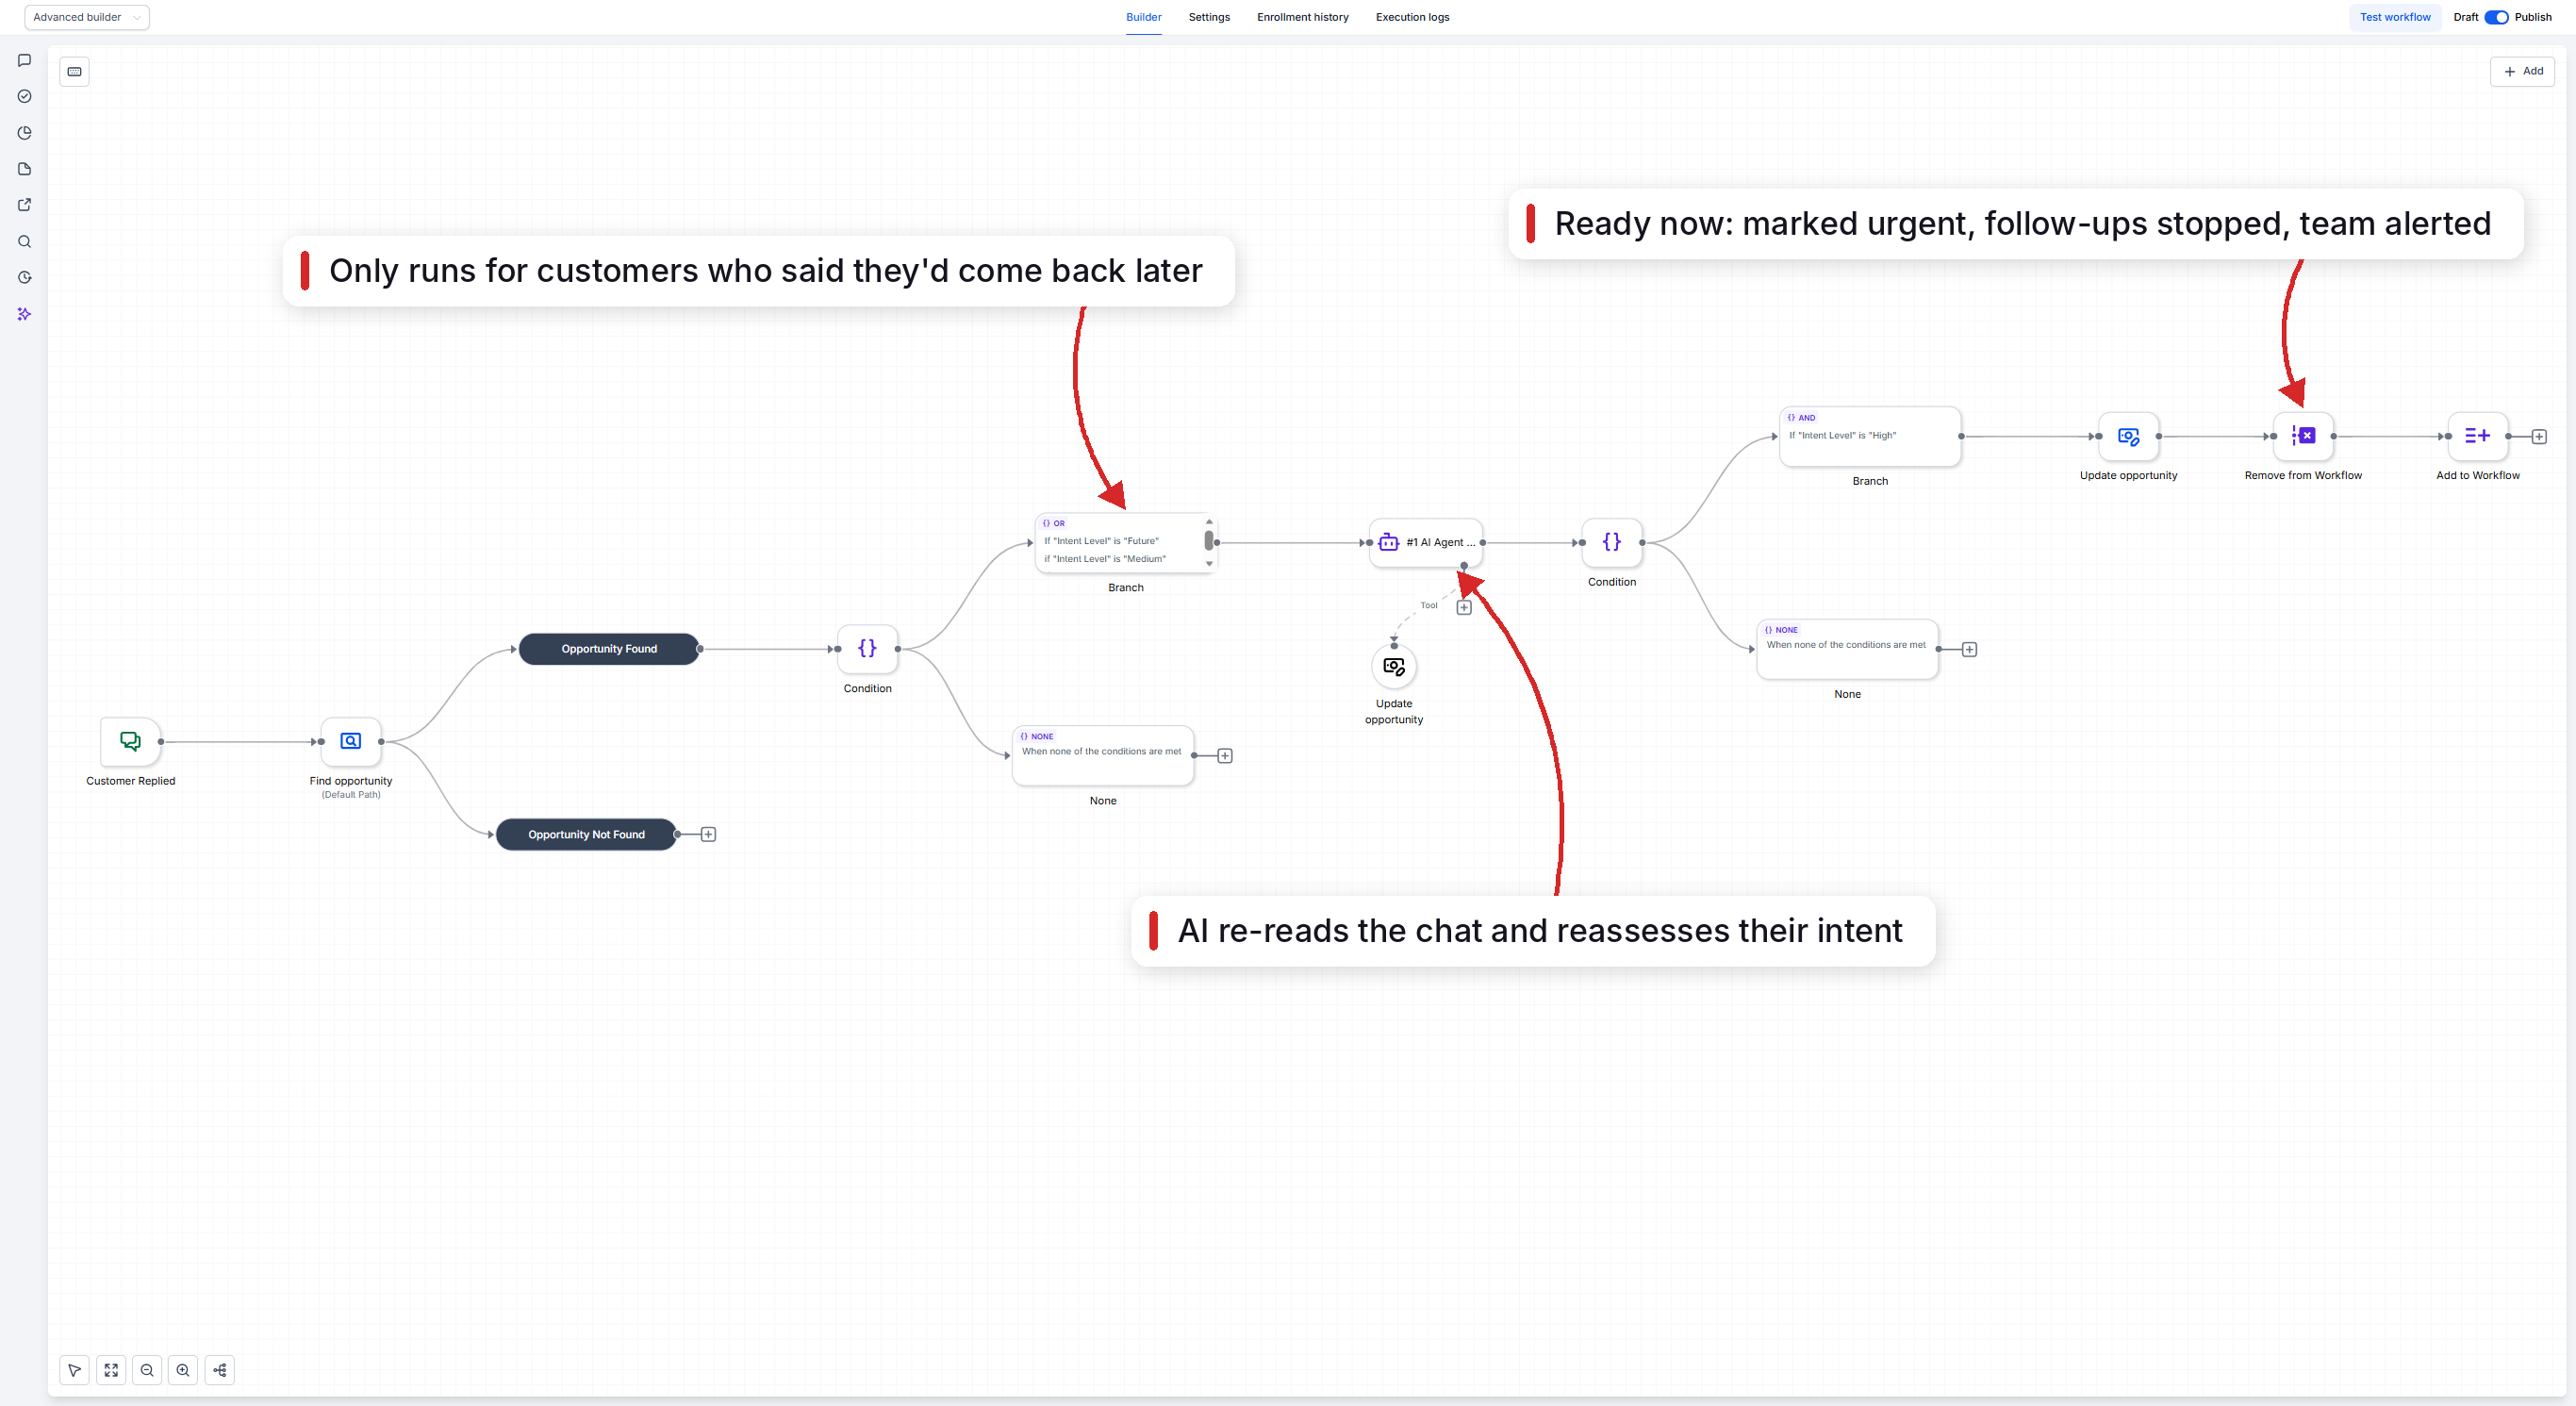 Advanced builder
Builder
Settings
Enrollment history
Execution logs
Test workflow
Draft
Publish
Add
Ready now: marked urgent, follow-ups stopped, team alerted
Only runs for customers who said they'd come back later
{} AND
If "Intent Level" is "High"
Branch
Update opportunity
Remove from Workflow
Add to Workflow
{} OR
If "Intent Level" is "Future"
if "Intent Level" is "Medium"
Branch
#1 AI Agent ...
{}
Condition
Tool
Update
opportunity
{} NONE
When none of the conditions are met
None
Opportunity Found
{}
Condition
Customer Replied
Find opportunity
(Default Path)
{} NONE
When none of the conditions are met
None
Opportunity Not Found
AI re-reads the chat and reassesses their intent